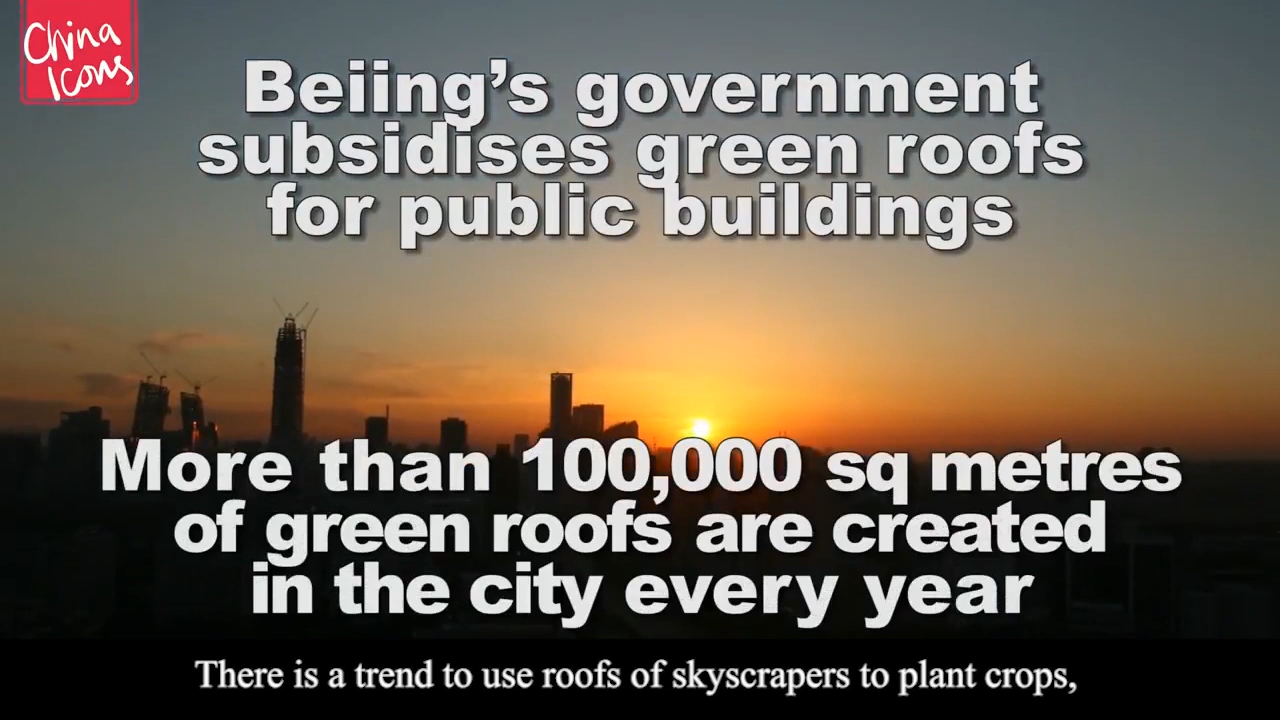 China
Icons
Beiing's government
subsidises green roofs
for public buildings
More than 100,000 sq metres
of green roofs are created
in the city every year
There is a trend to use roofs of skyscrapers to plant crops,